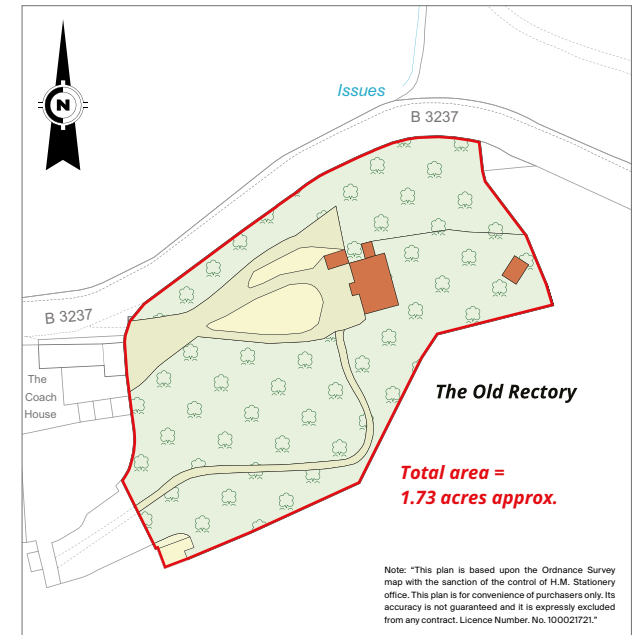 Issues
B 3237
N
B 3237
The
Coach
House
The Old Rectory
Total area =
1.73 acres approx.
Note: “This plan is based upon the Ordnance Survey
map with the sanction of the control of H.M. Stationery
office. This plan is for convenience of purchasers only. Its
accuracy is not guaranteed and it is expressly excluded
from any contract. Licence Number. No. 100021721.”